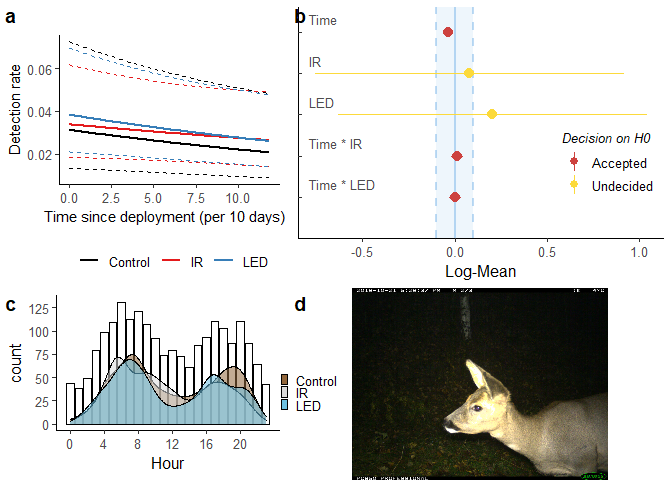 a
Detection rate
0.06
0.04
0.02
0.0
2.5
5.0
7.5
10.0
Time since deployment (per 10 days)
Control
IR
LED
b
Time
IR
LED
Time * IR
Time * LED
Decision on H0
Accepted
Undecided
-0.5
0.0
0.5
1.0
Log-Mean
c
count
125
100
75
50
25
0
0
4
8
12
16
20
Hour
Control
IR
LED
d
PC850 PROFESSIONAL